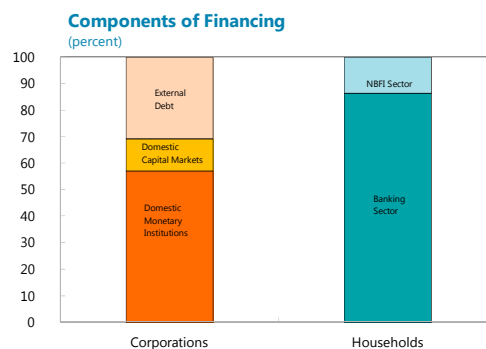 Components of Financing
(percent)
100
90
80
70
60
50
40
30
20
10
0
External
Debt
Domestic
Capital Markets
Domestic
Monetary
Institutions
NBFI Sector
Banking
Sector
Corporations
Households